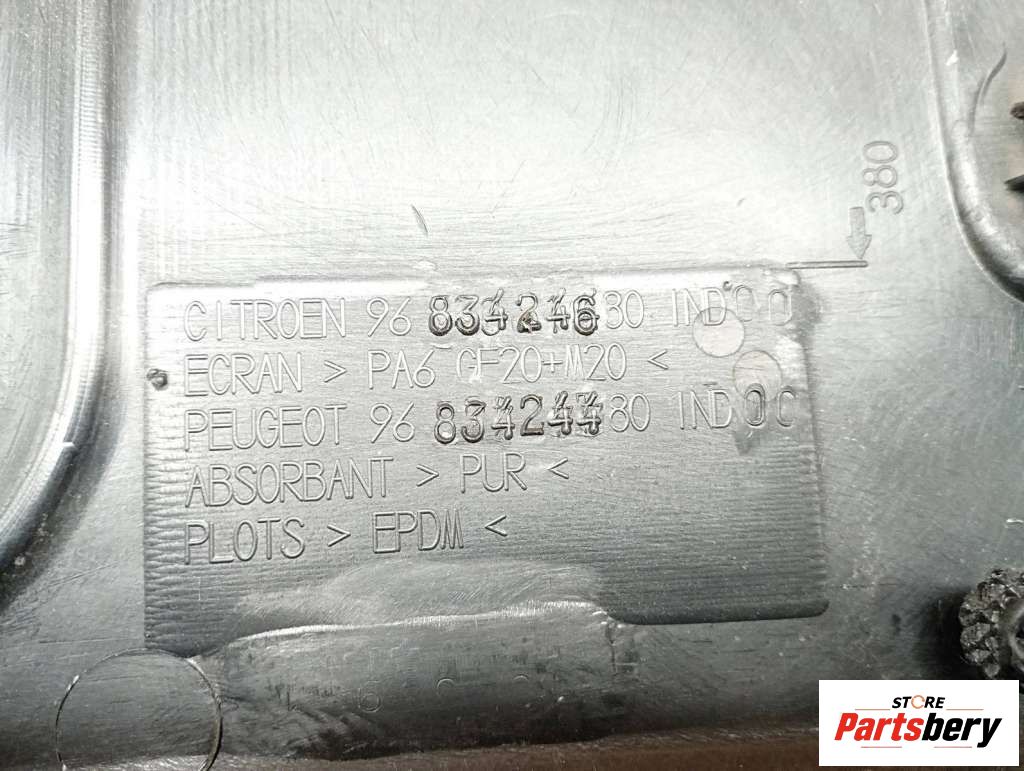 380
CITROEN 96 834246 80 IND 00
ECRAN > PA6 GF20+M20 <
PEUGEOT 96 834244 80 IND 00
ABSORBANT > PUR <
PLOTS > EPDM <
STORE
Partsbery